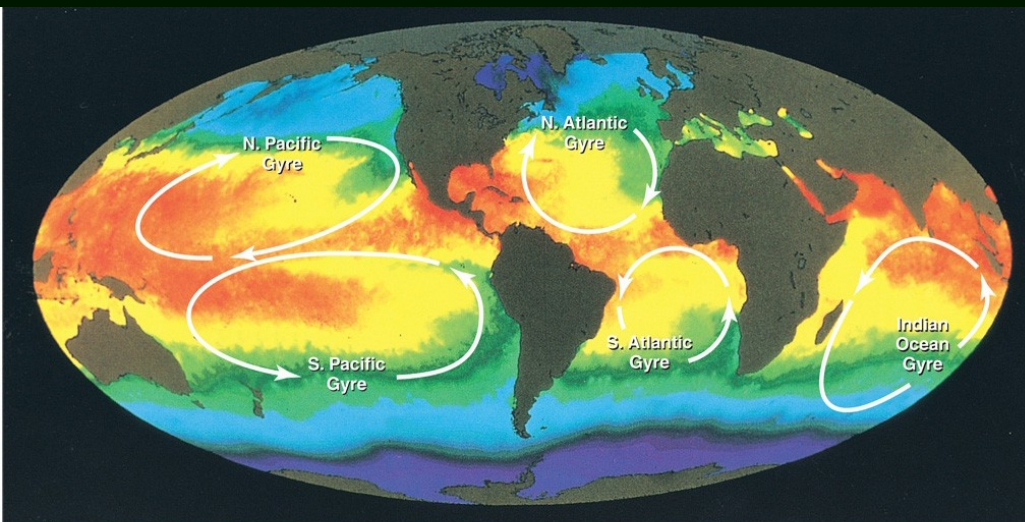 N. Pacific
Gyre
N. Atlantic
Gyre
S. Pacific
Gyre
S. Atlantic
Gyre
Indian
Ocean
Gyre